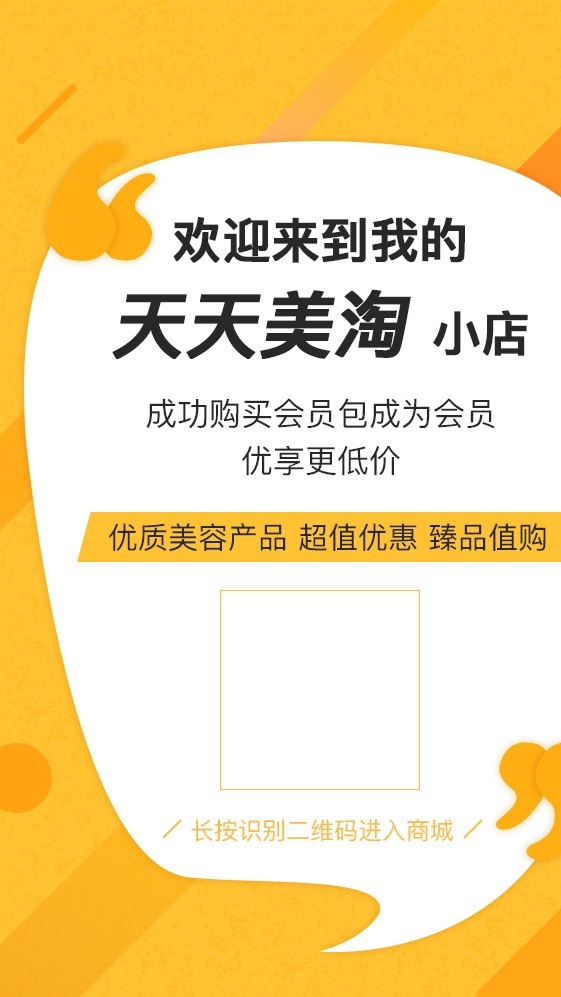 欢迎来到我的
天天美淘 小店
成功购买会员包成为会员
优享更低价
优质美容产品 超值优惠 臻品值购
长按识别二维码进入商城